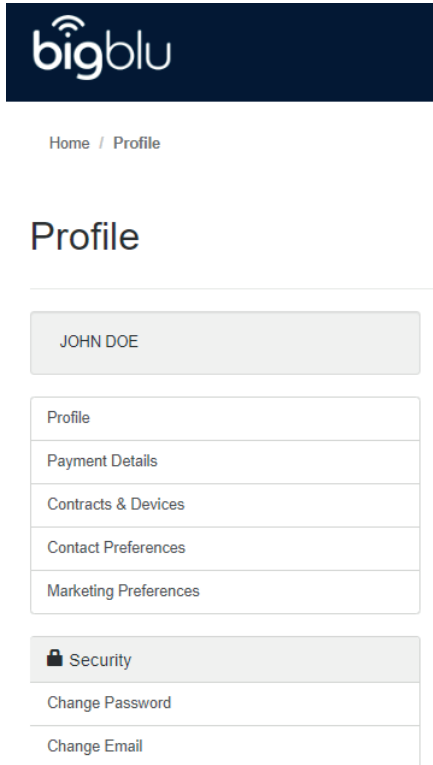 bigblu
Home / Profile
Profile
JOHN DOE
Profile
Payment Details
Contracts & Devices
Contact Preferences
Marketing Preferences
Security
Change Password
Change Email